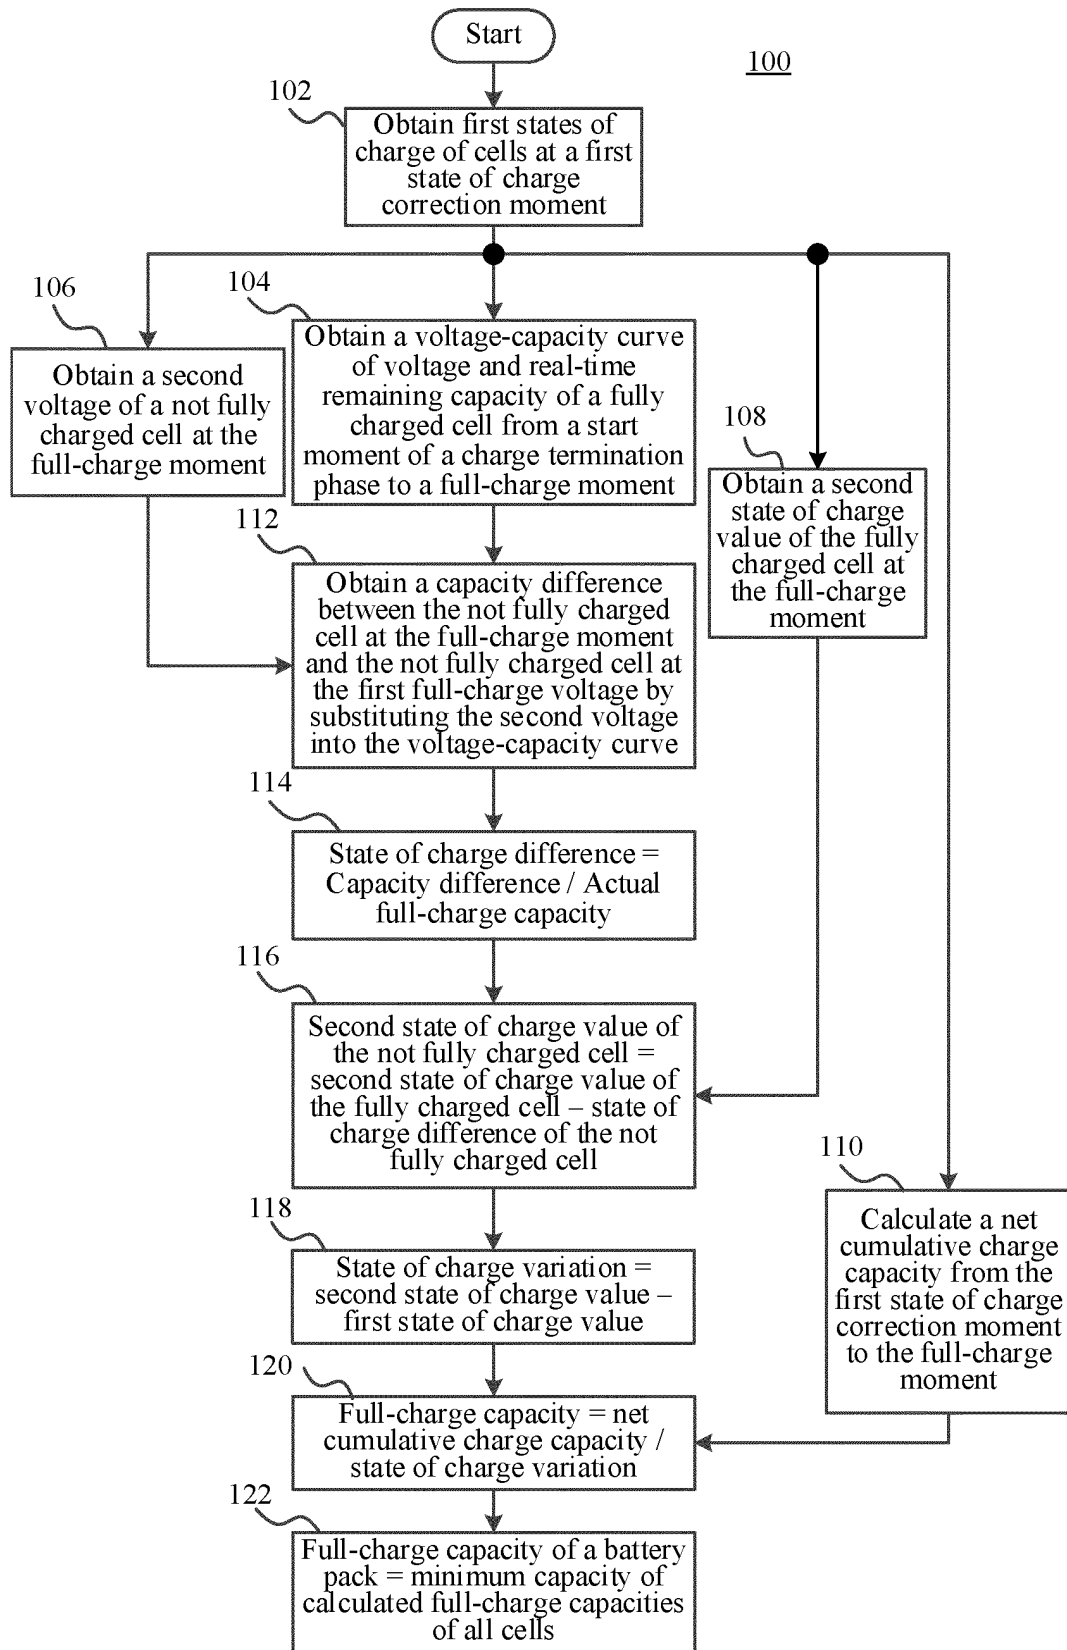 Start
100
102
Obtain first states of
charge of cells at a first
state of charge
correction moment
106
Obtain a second
voltage of a not fully
charged cell at the
full-charge moment
104
Obtain a voltage-capacity curve
of voltage and real-time
remaining capacity of a fully
charged cell from a start
moment of a charge termination
phase to a full-charge moment
108
Obtain a second
state of charge
value of the fully
charged cell at
the full-charge
moment
112
Obtain a capacity difference
between the not fully charged
cell at the full-charge moment
and the not fully charged cell at
the first full-charge voltage by
substituting the second voltage
into the voltage-capacity curve
114
State of charge difference =
Capacity difference / Actual
full-charge capacity
116
Second state of charge value of
the not fully charged cell =
second state of charge value of
the fully charged cell – state of
charge difference of the not
fully charged cell
110
Calculate a net
cumulative charge
capacity from the
first state of charge
correction moment
to the full-charge
moment
118
State of charge variation =
second state of charge value –
first state of charge value
120
Full-charge capacity = net
cumulative charge capacity /
state of charge variation
122
Full-charge capacity of a battery
pack = minimum capacity of
calculated full-charge capacities
of all cells